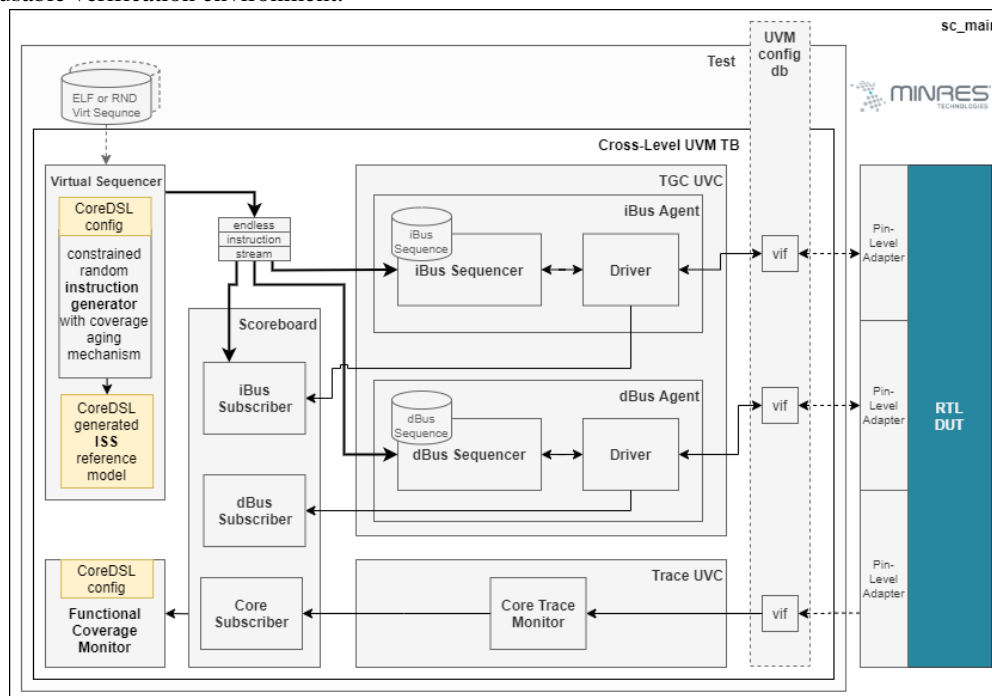 usable verification environment.
sc_main
UVM
config
db
Test
MINRES
TECHNOLOGIES
ELF or RND
Virt Sequnce
Cross-Level UVM TB
Virtual Sequencer
CoreDSL
config
constrained
random
instruction
generator
with coverage
aging
mechanism
CoreDSL
generated
ISS
reference
model
endless
instruction
stream
TGC UVC
iBus Agent
iBus
Sequence
iBus Sequencer
Driver
vif
Pin-
Level
Adapter
Scoreboard
iBus
Subscriber
dBus
Subscriber
Core
Subscriber
dBus Agent
dBus
Sequence
dBus Sequencer
Driver
vif
Pin-
Level
Adapter
RTL
DUT
CoreDSL
config
Functional
Coverage
Monitor
Trace UVC
Core Trace
Monitor
vif
Pin-
Level
Adapter